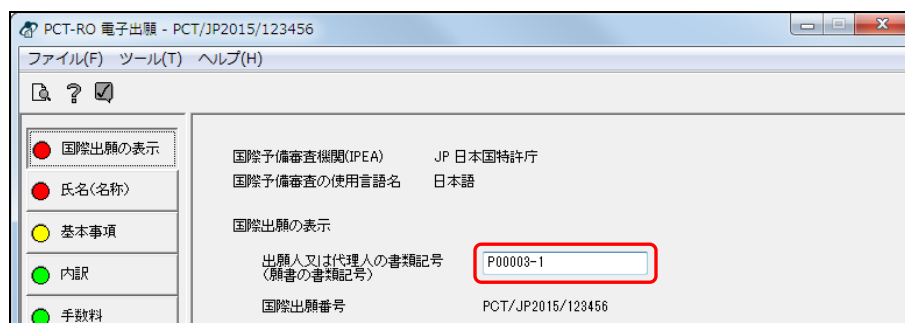 PCT-RO 電子出願 - PCT/JP2015/123456
ファイル(F) ツール(T) ヘルプ(H)
国際出願の表示
氏名(名称)
基本事項
内訳
手数料
国際予備審査機関(IPEA) JP 日本国特許庁
国際予備審査の使用言語名 日本語
国際出願の表示
出願人又は代理人の書類記号 P00003-1
(願書の書類記号)
国際出願番号 PCT/JP2015/123456